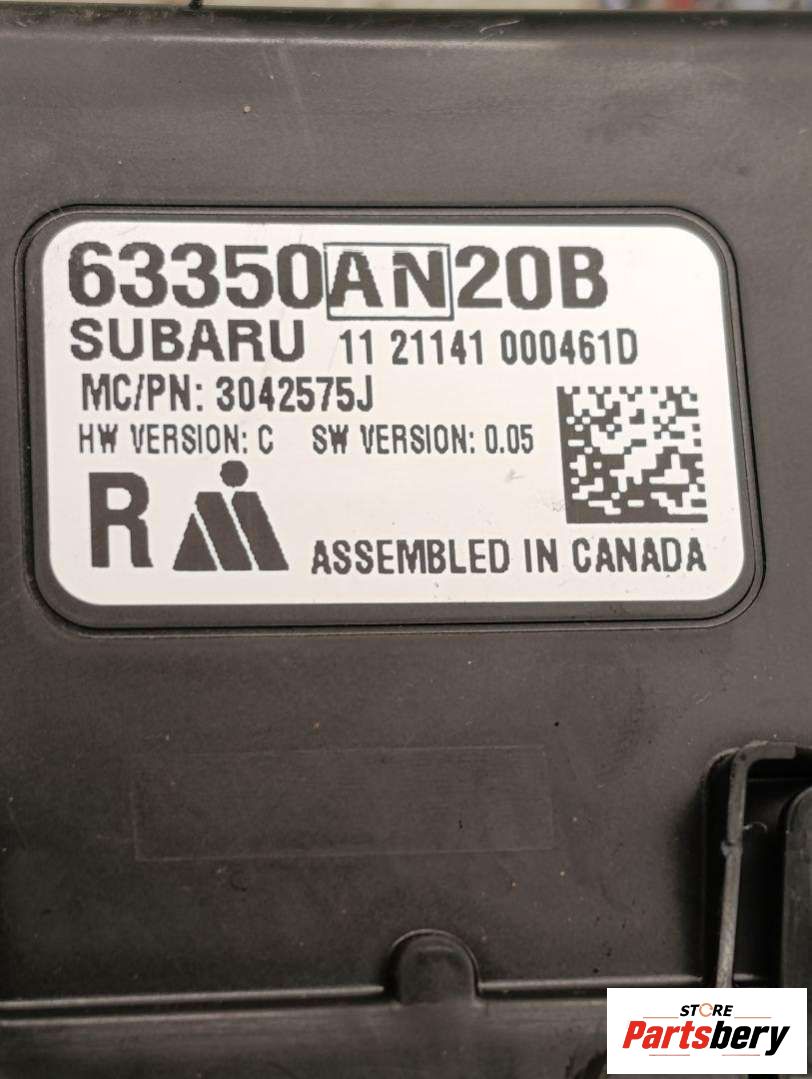 63350AN20B
SUBARU 11 21141 000461D
MC/PN: 3042575J
HW VERSION: C SW VERSION: 0.05
R
ASSEMBLED IN CANADA
STORE
Partsbery